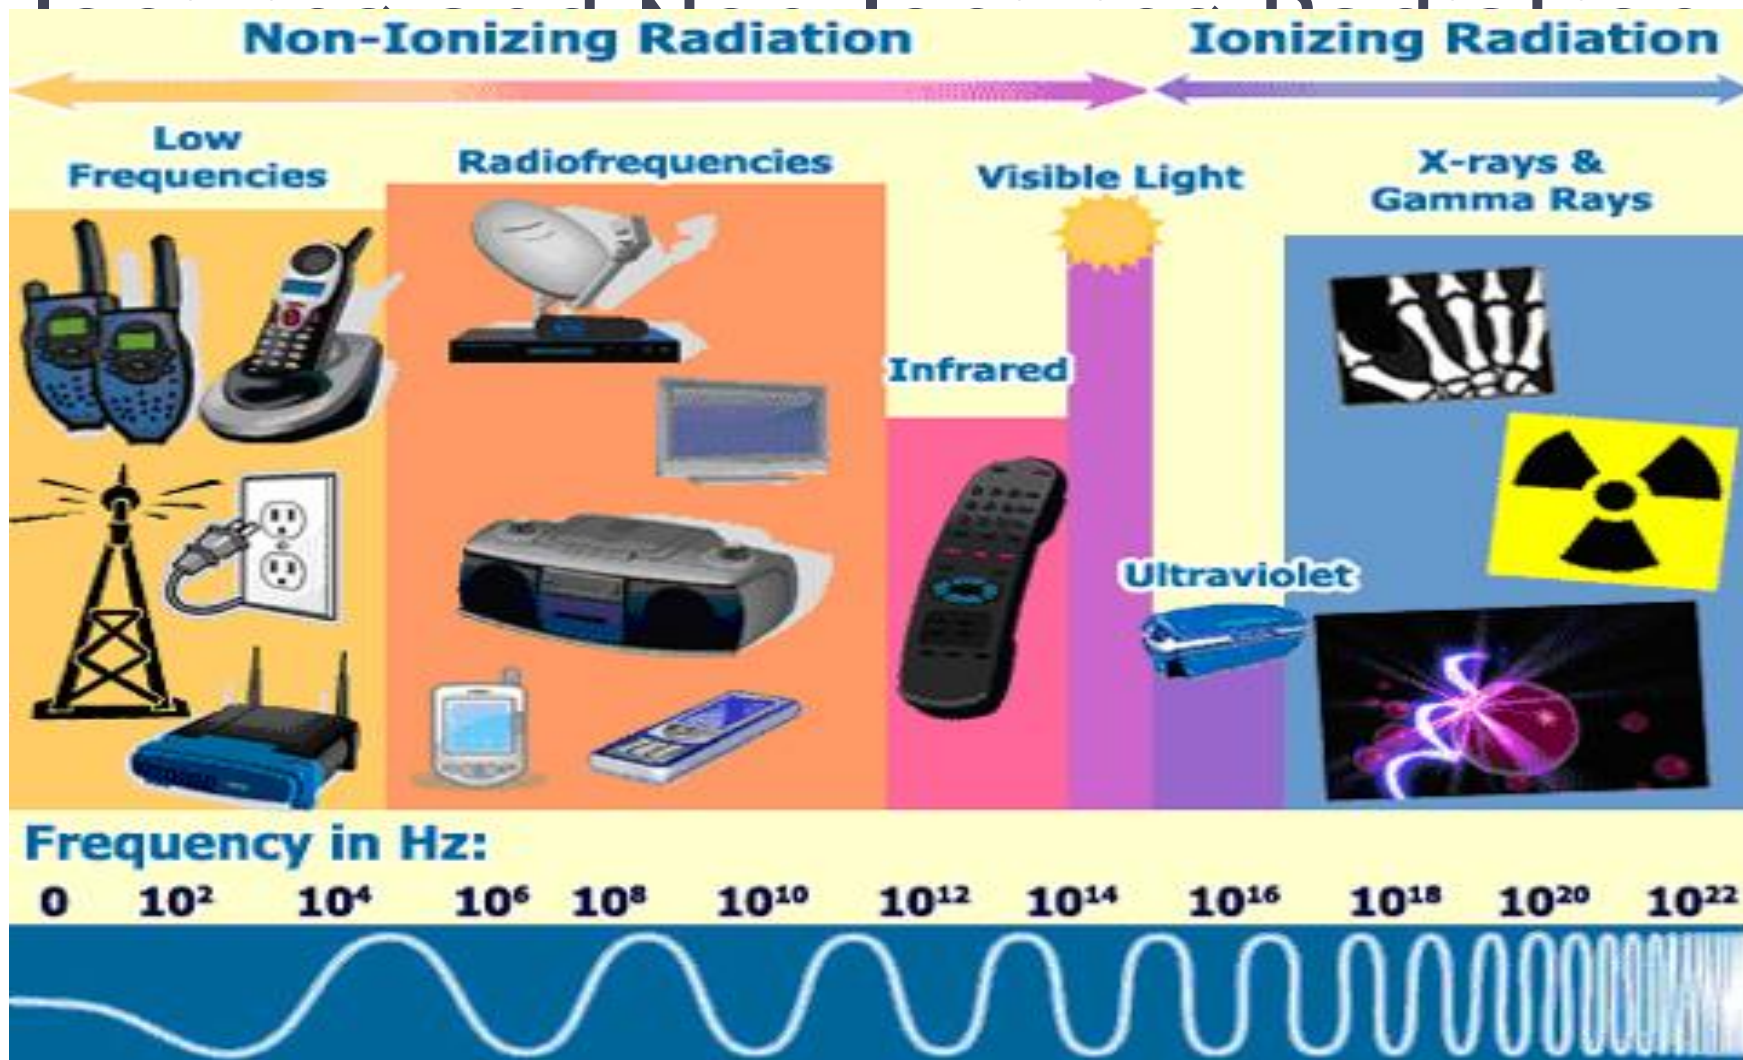 Non-Ionizing Radiation
Ionizing Radiation
Low
Frequencies
Radiofrequencies
Visible Light
X-rays &
Gamma Rays
Infrared
Ultraviolet
Frequency in Hz:
0 10² 10⁴ 10⁶ 10⁸ 10¹⁰ 10¹² 10¹⁴ 10¹⁶ 10¹⁸ 10²⁰ 10²²